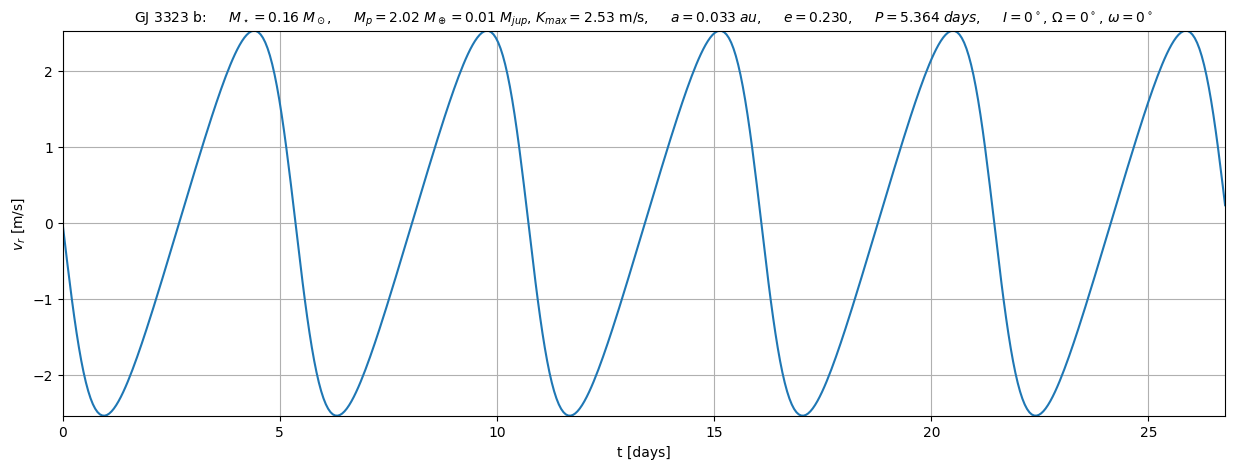 GJ 3323 b: M⋆ = 0.16 M⊙, Mp = 2.02 M⊕ = 0.01 Mjup, Kmax = 2.53 m/s, a = 0.033 au, e = 0.230, P = 5.364 days, I = 0°, Ω = 0°, ω = 0°
2
1
0
−1
−2
vr [m/s]
0 5 10 15 20 25
t [days]